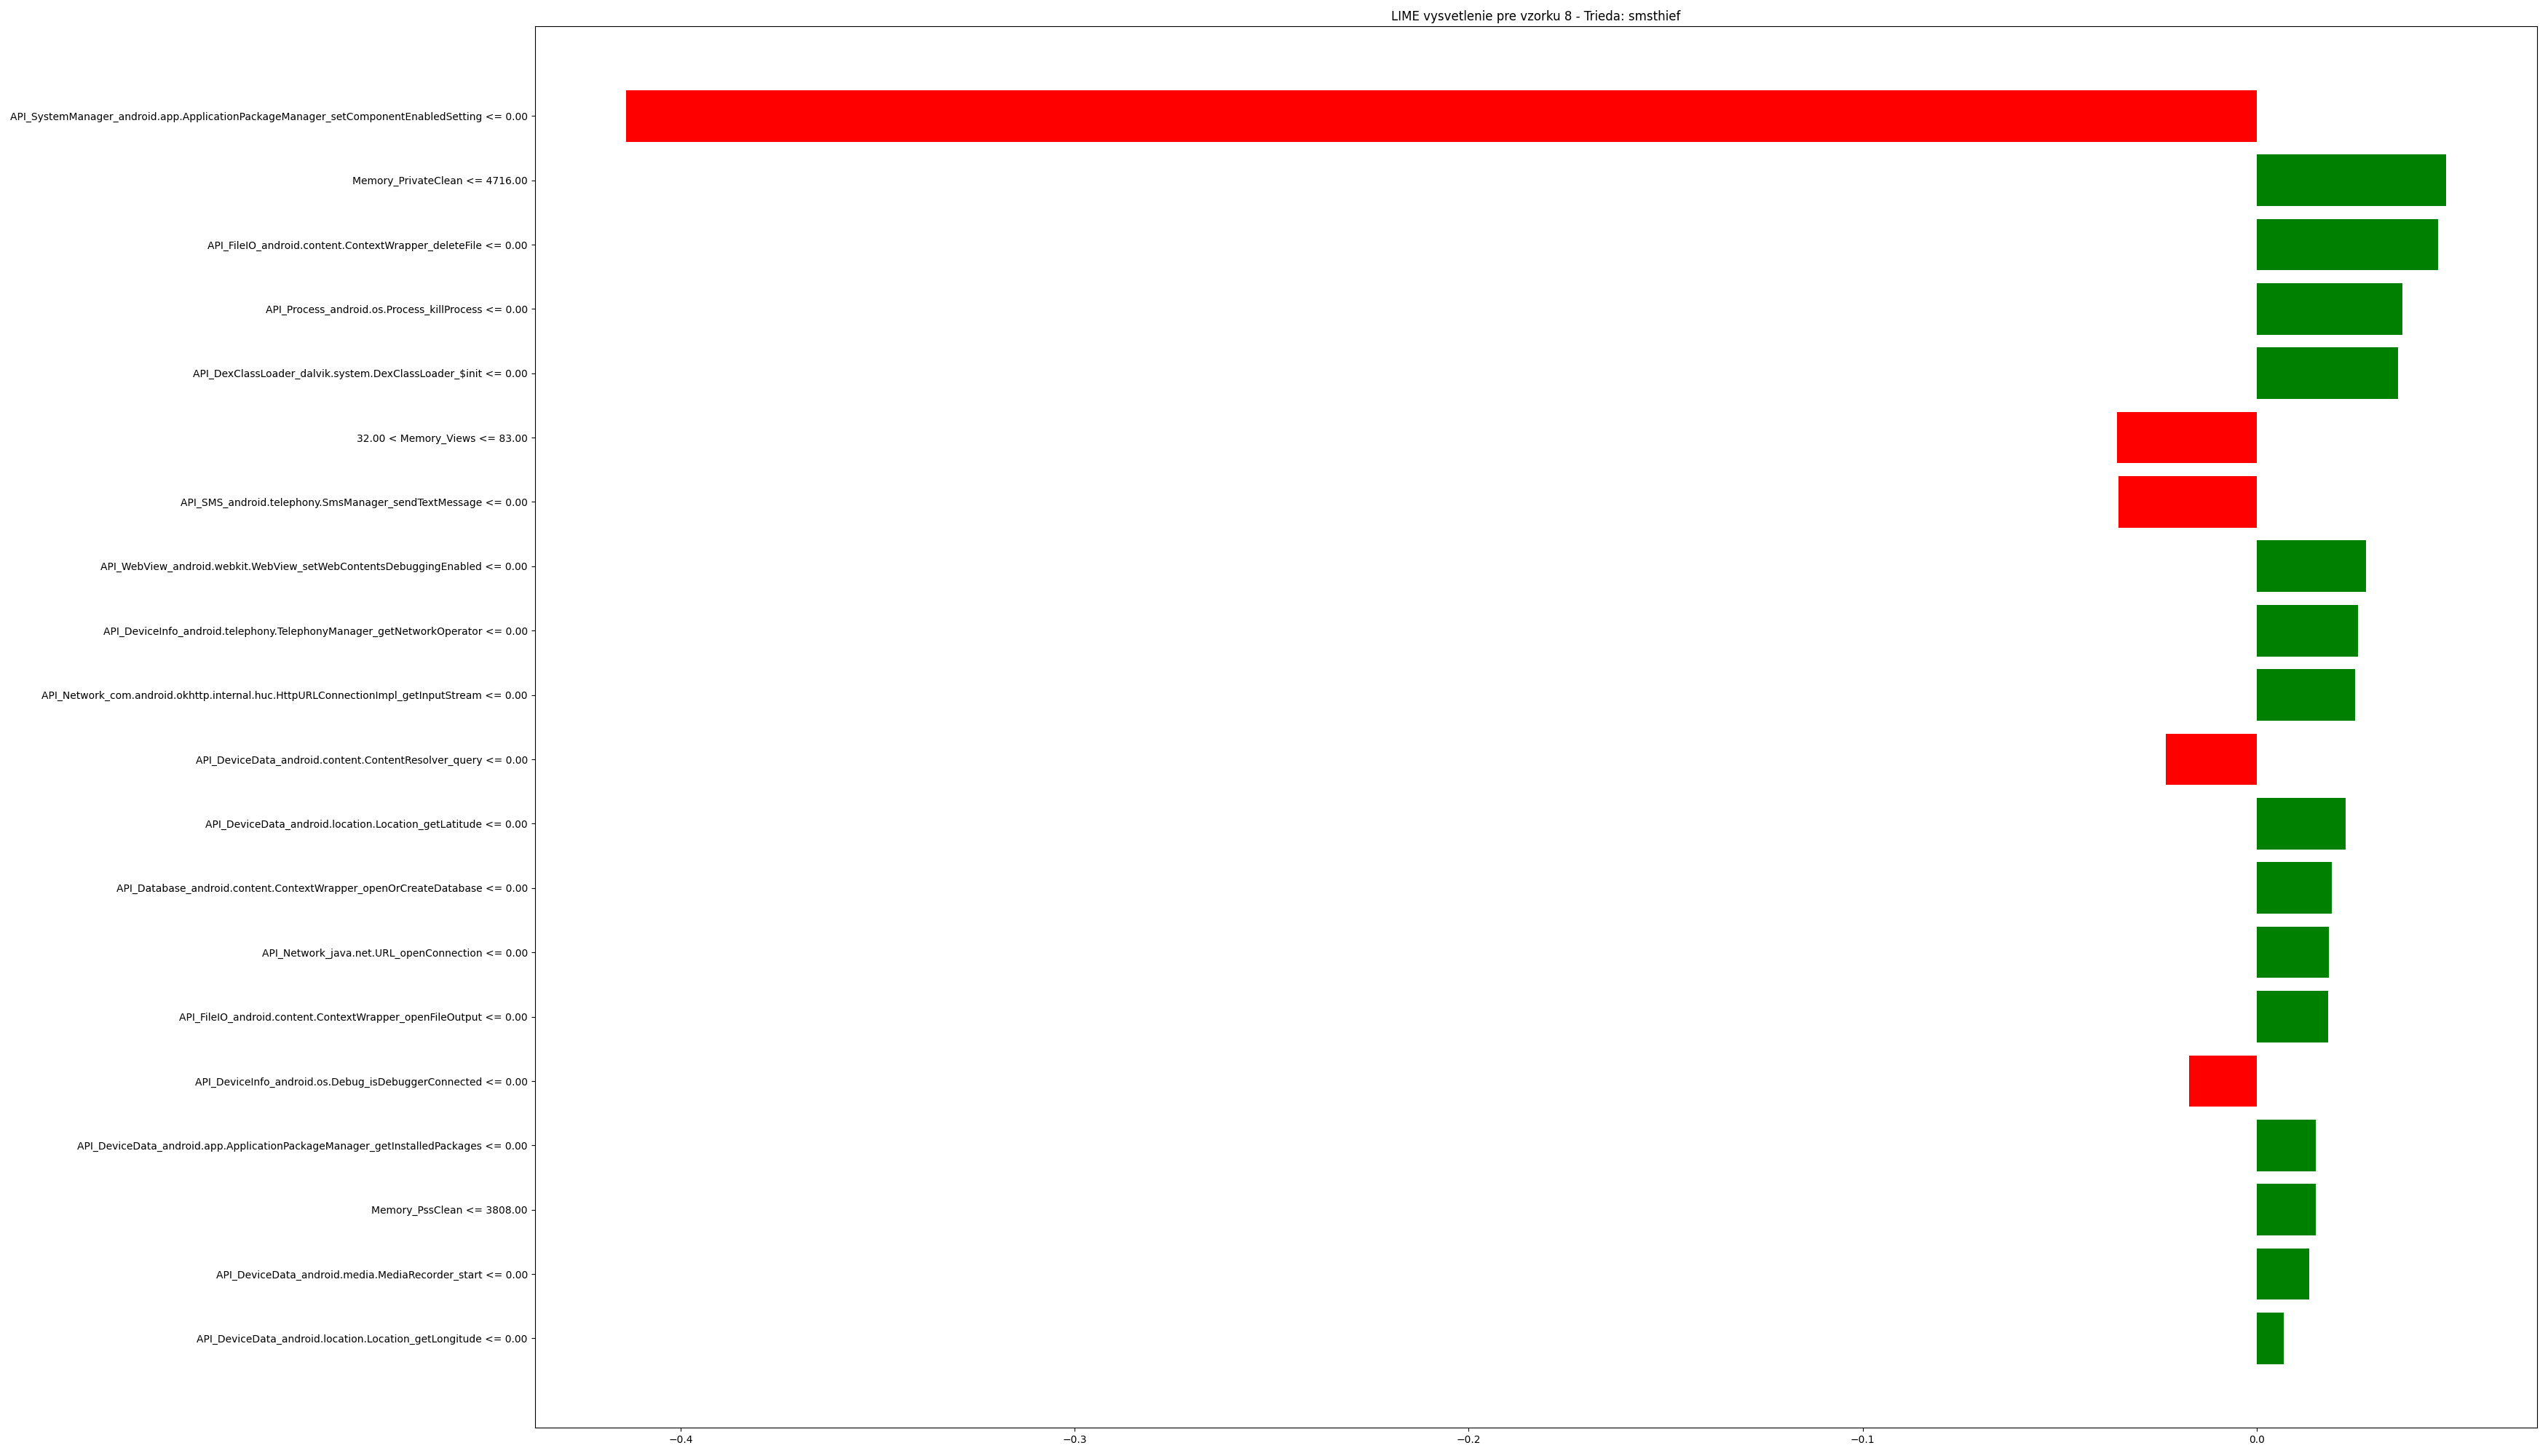 LIME vysvetlenie pre vzorku 8 - Trieda: smsthief
API_SystemManager_android.app.ApplicationPackageManager_setComponentEnabledSetting <= 0.00
Memory_PrivateClean <= 4716.00
API_FileIO_android.content.ContextWrapper_deleteFile <= 0.00
API_Process_android.os.Process_killProcess <= 0.00
API_DexClassLoader_dalvik.system.DexClassLoader_$init <= 0.00
32.00 < Memory_Views <= 83.00
API_SMS_android.telephony.SmsManager_sendTextMessage <= 0.00
API_WebView_android.webkit.WebView_setWebContentsDebuggingEnabled <= 0.00
API_DeviceInfo_android.telephony.TelephonyManager_getNetworkOperator <= 0.00
API_Network_com.android.okhttp.internal.huc.HttpURLConnectionImpl_getInputStream <= 0.00
API_DeviceData_android.content.ContentResolver_query <= 0.00
API_DeviceData_android.location.Location_getLatitude <= 0.00
API_Database_android.content.ContextWrapper_openOrCreateDatabase <= 0.00
API_Network_java.net.URL_openConnection <= 0.00
API_FileIO_android.content.ContextWrapper_openFileOutput <= 0.00
API_DeviceInfo_android.os.Debug_isDebuggerConnected <= 0.00
API_DeviceData_android.app.ApplicationPackageManager_getInstalledPackages <= 0.00
Memory_PssClean <= 3808.00
API_DeviceData_android.media.MediaRecorder_start <= 0.00
API_DeviceData_android.location.Location_getLongitude <= 0.00
−0.4 −0.3 −0.2 −0.1 0.0